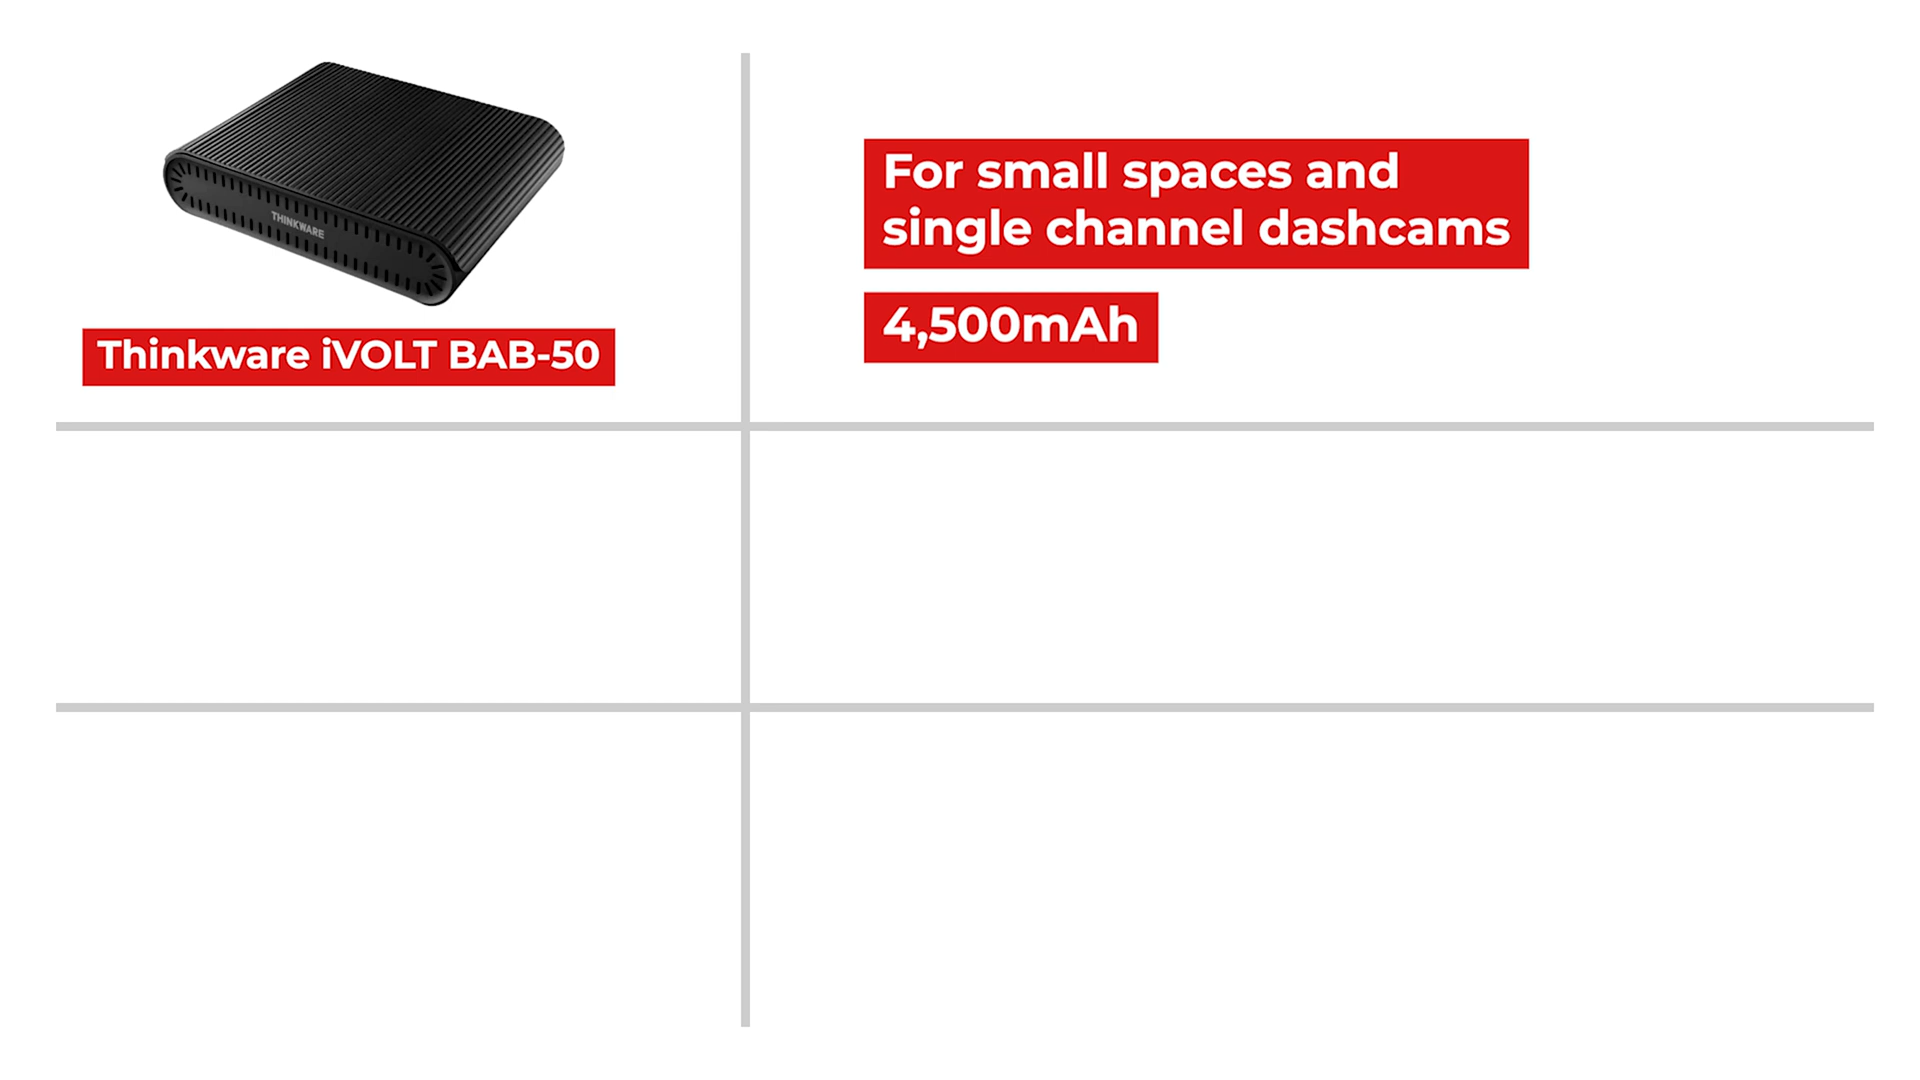 THINKWARE
Thinkware iVOLT BAB-50
For small spaces and
single channel dashcams
4,500mAh